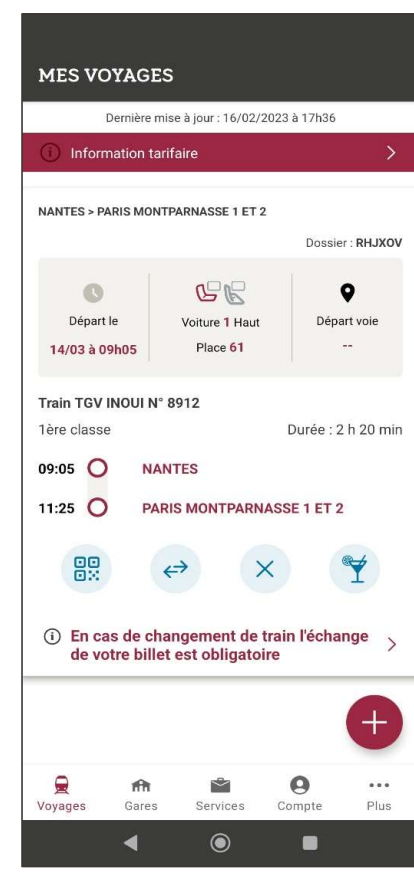 MES VOYAGES
Dernière mise à jour : 16/02/2023 à 17h36
Information tarifaire
NANTES > PARIS MONTPARNASSE 1 ET 2
Dossier : RHJXOV
Départ le
14/03 à 09h05
Voiture 1 Haut
Place 61
Départ voie
--
Train TGV INOUI N° 8912
1ère classe
Durée : 2 h 20 min
09:05 NANTES
11:25 PARIS MONTPARNASSE 1 ET 2
En cas de changement de train l'échange
de votre billet est obligatoire
Voyages
Gares
Services
Compte
Plus